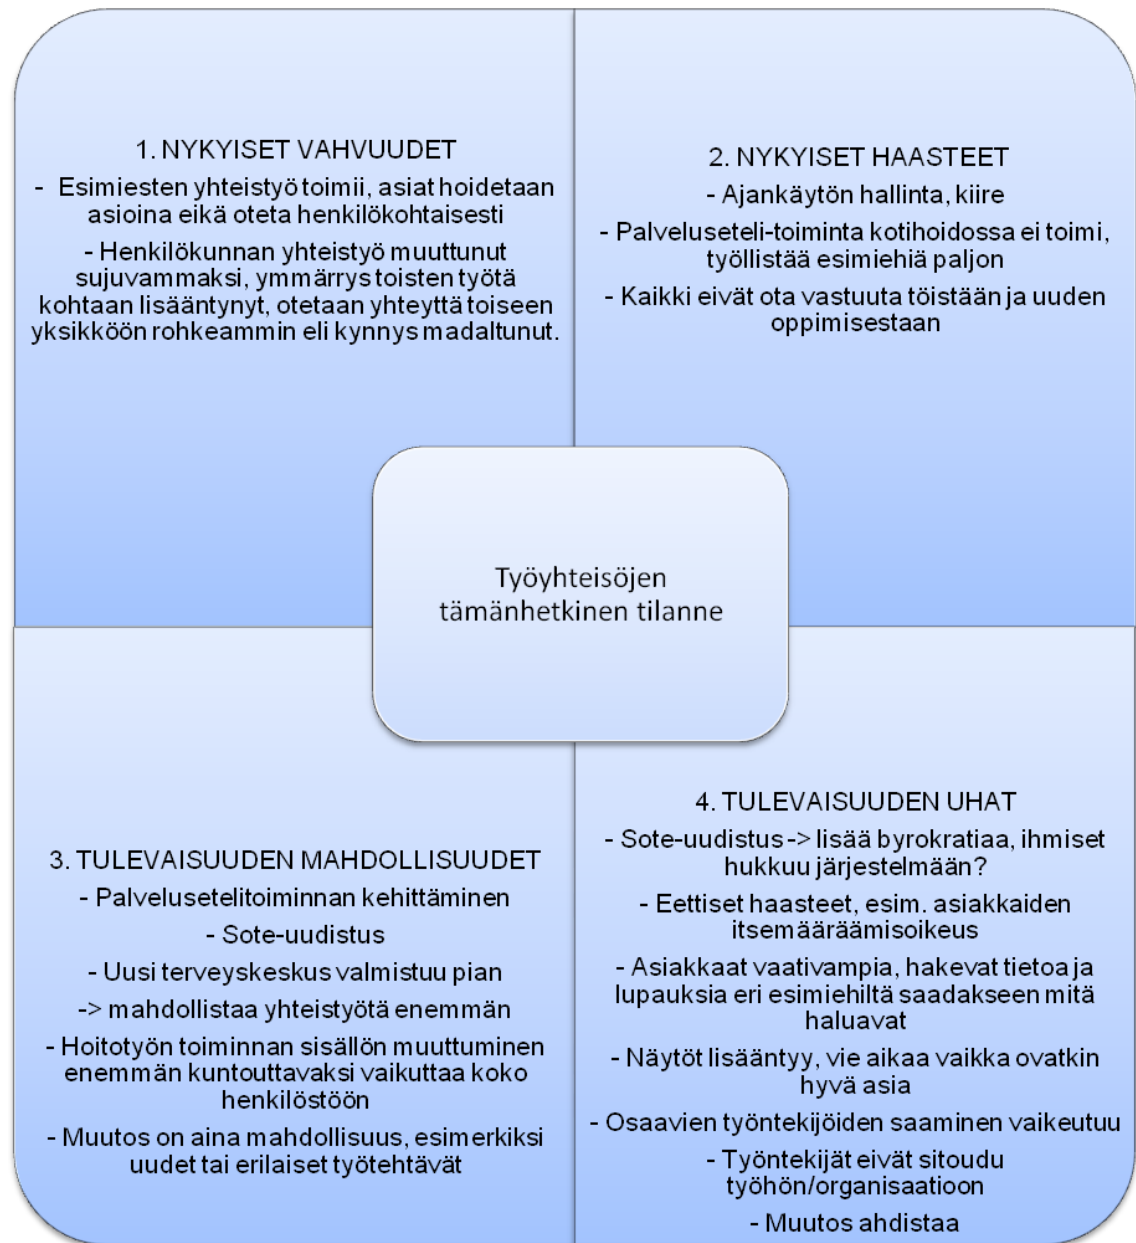 1. NYKYISET VAHVUUDET
- Esimiesten yhteistyö toimii, asiat hoidetaan
asioina eikä oteta henkilökohtaisesti
- Henkilökunnan yhteistyö muuttunut
sujuvammaksi, ymmärrys toisten työtä
kohtaan lisääntynyt, otetaan yhteyttä toiseen
yksikköön rohkeammin eli kynnys madaltunut.
2. NYKYISET HAASTEET
- Ajankäytön hallinta, kiire
- Palveluseteli-toiminta kotihoidossa ei toimi,
työllistää esimiehiä paljon
- Kaikki eivät ota vastuuta töistään ja uuden
oppimisestaan
Työyhteisöjen
tämänhetkinen tilanne
3. TULEVAISUUDEN MAHDOLLISUUDET
- Palvelusetelitoiminnan kehittäminen
- Sote-uudistus
- Uusi terveyskeskus valmistuu pian
-> mahdollistaa yhteistyötä enemmän
- Hoitotyön toiminnan sisällön muuttuminen
enemmän kuntouttavaksi vaikuttaa koko
henkilöstöön
- Muutos on aina mahdollisuus, esimerkiksi
uudet tai erilaiset työtehtävät
4. TULEVAISUUDEN UHAT
- Sote-uudistus -> lisää byrokratiaa, ihmiset
hukkuu järjestelmään?
- Eettiset haasteet, esim. asiakkaiden
itsemääräämisoikeus
- Asiakkaat vaativampia, hakevat tietoa ja
lupauksia eri esimiehiltä saadakseen mitä
haluavat
- Näytöt lisääntyy, vie aikaa vaikka ovatkin
hyvä asia
- Osaavien työntekijöiden saaminen vaikeutuu
- Työntekijät eivät sitoudu
työhön/organisaatioon
- Muutos ahdistaa